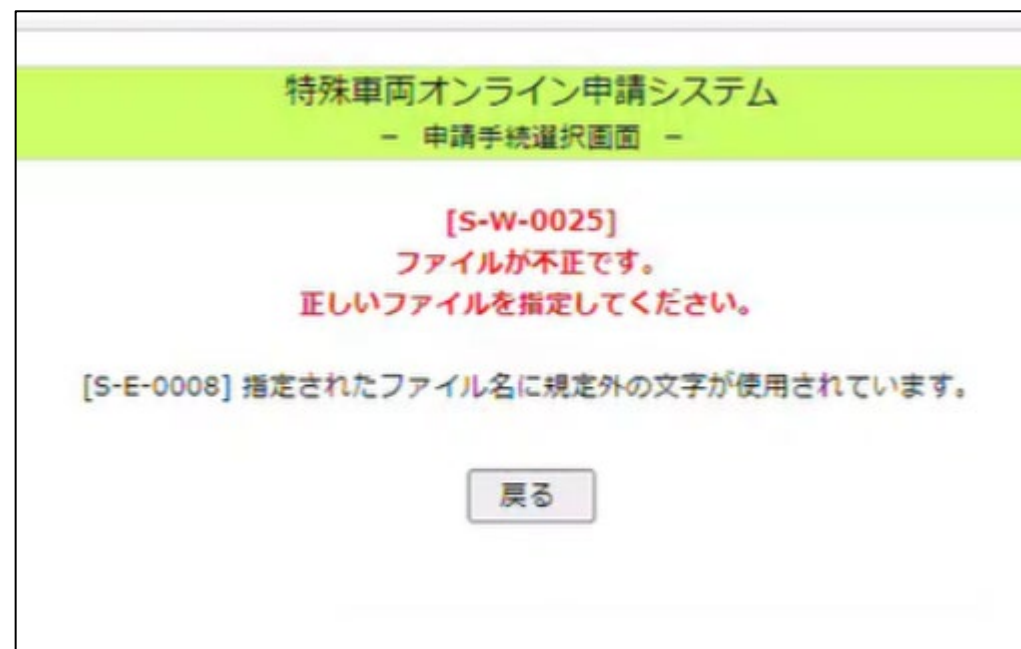 特殊車両オンライン申請システム
－ 申請手続選択画面 －
[S-W-0025]
ファイルが不正です。
正しいファイルを指定してください。
[S-E-0008] 指定されたファイル名に規定外の文字が使用されています。
戻る